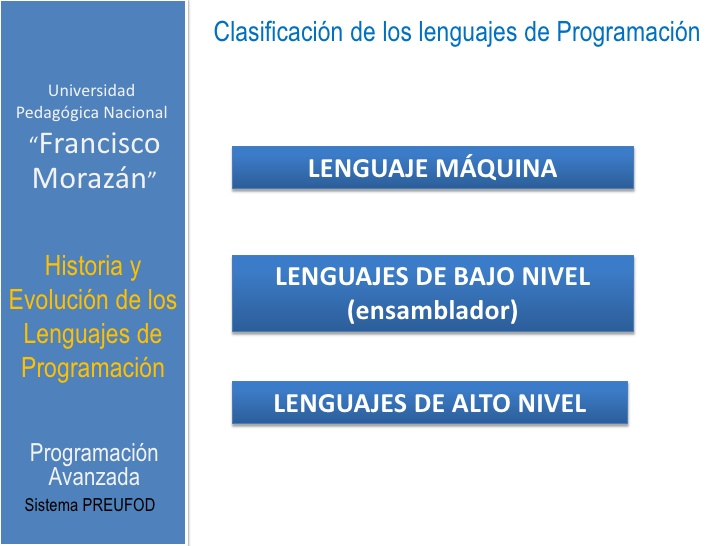 Clasificación de los lenguajes de Programación
Universidad
Pedagógica Nacional
“Francisco
Morazán”
Historia y
Evolución de los
Lenguajes de
Programación
Programación
Avanzada
Sistema PREUFOD
LENGUAJE MÁQUINA
LENGUAJES DE BAJO NIVEL
(ensamblador)
LENGUAJES DE ALTO NIVEL